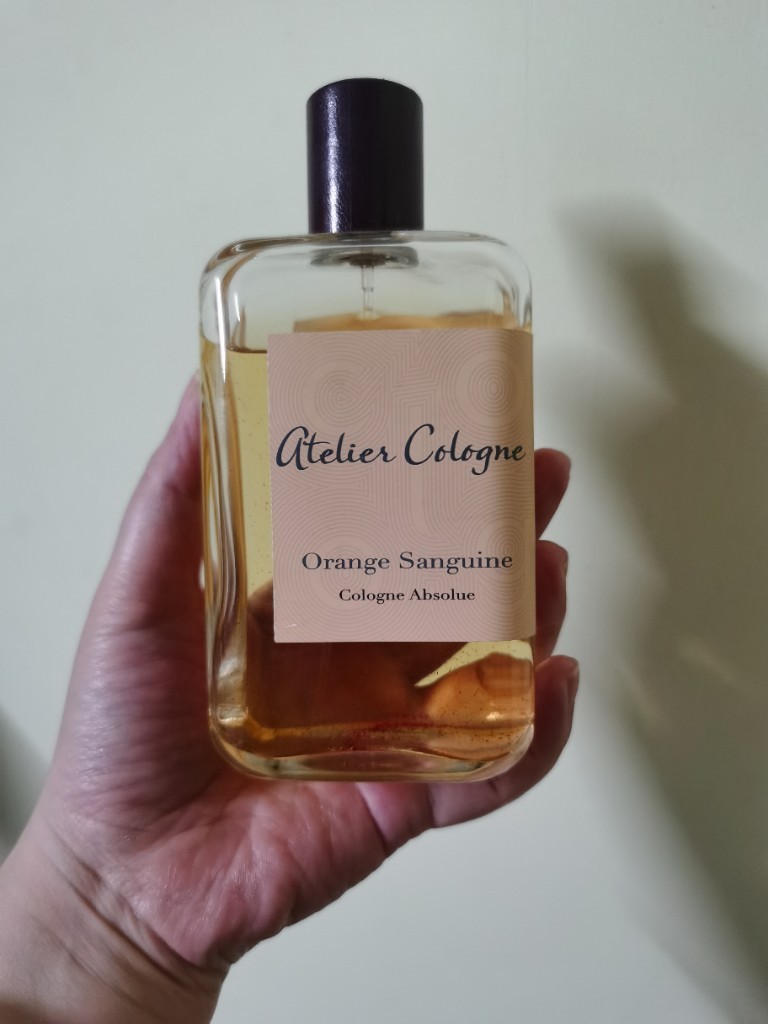 Atelier Cologne
Orange Sanguine
Cologne Absolue